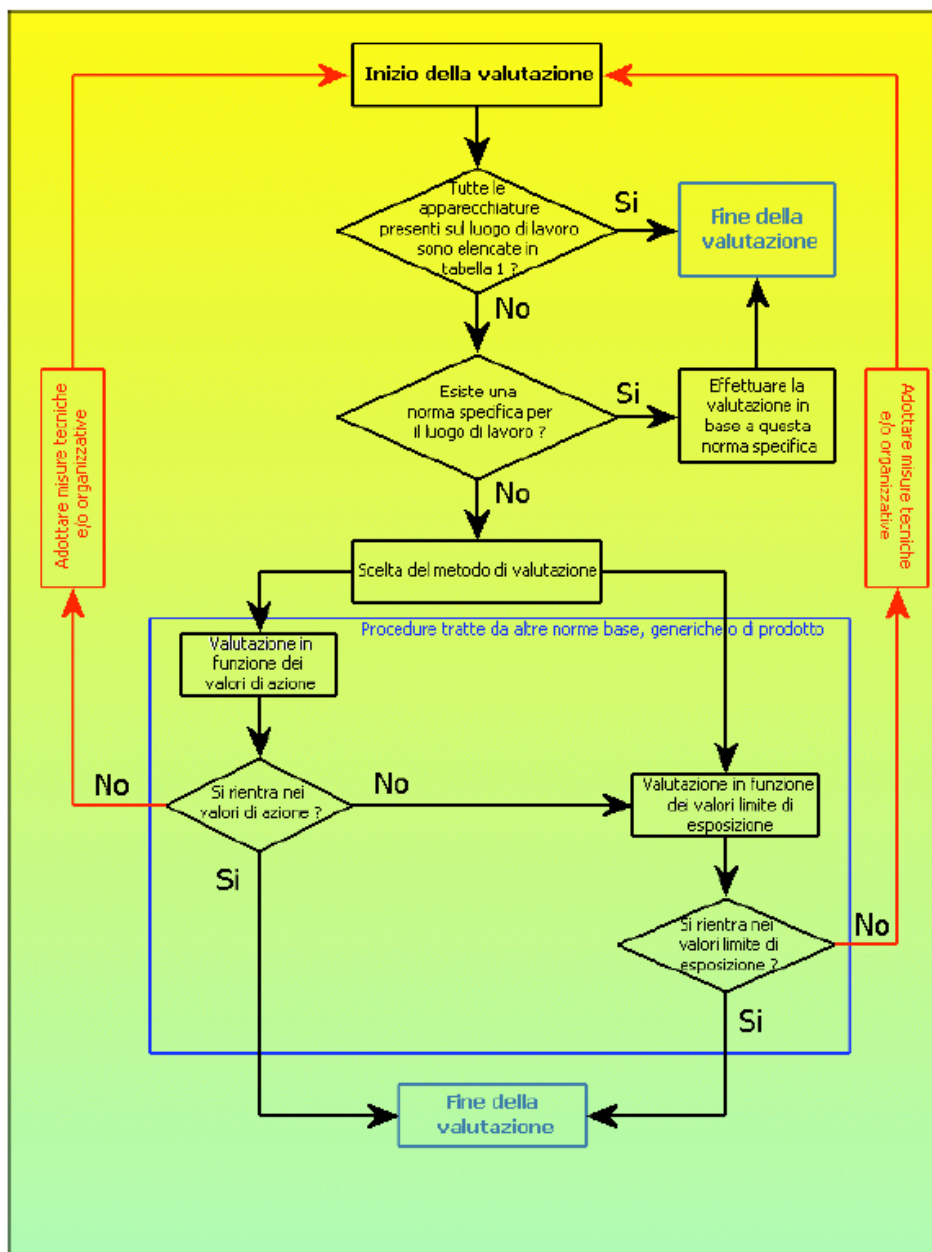 Inizio della valutazione
Tutte le
apparecchiature
presenti sul luogo di lavoro
sono elencate in
tabella 1 ?
Si
Fine della
valutazione
No
Esiste una
norma specifica per
il luogo di lavoro ?
Si
Effettuare la
valutazione in
base a questa
norma specifica
No
Adottare misure tecniche
e/o organizzative
Adottare misure tecniche
e/o organizzative
Scelta del metodo di valutazione
Procedure tratte da altre norme base, generiche o di prodotto
Valutazione in
funzione dei
valori di azione
No
Si rientra nei
valori di azione ?
No
Valutazione in funzione
dei valori limite di
esposizione
Si
Si rientra nei
valori limite di
esposizione ?
No
Si
Fine della
valutazione